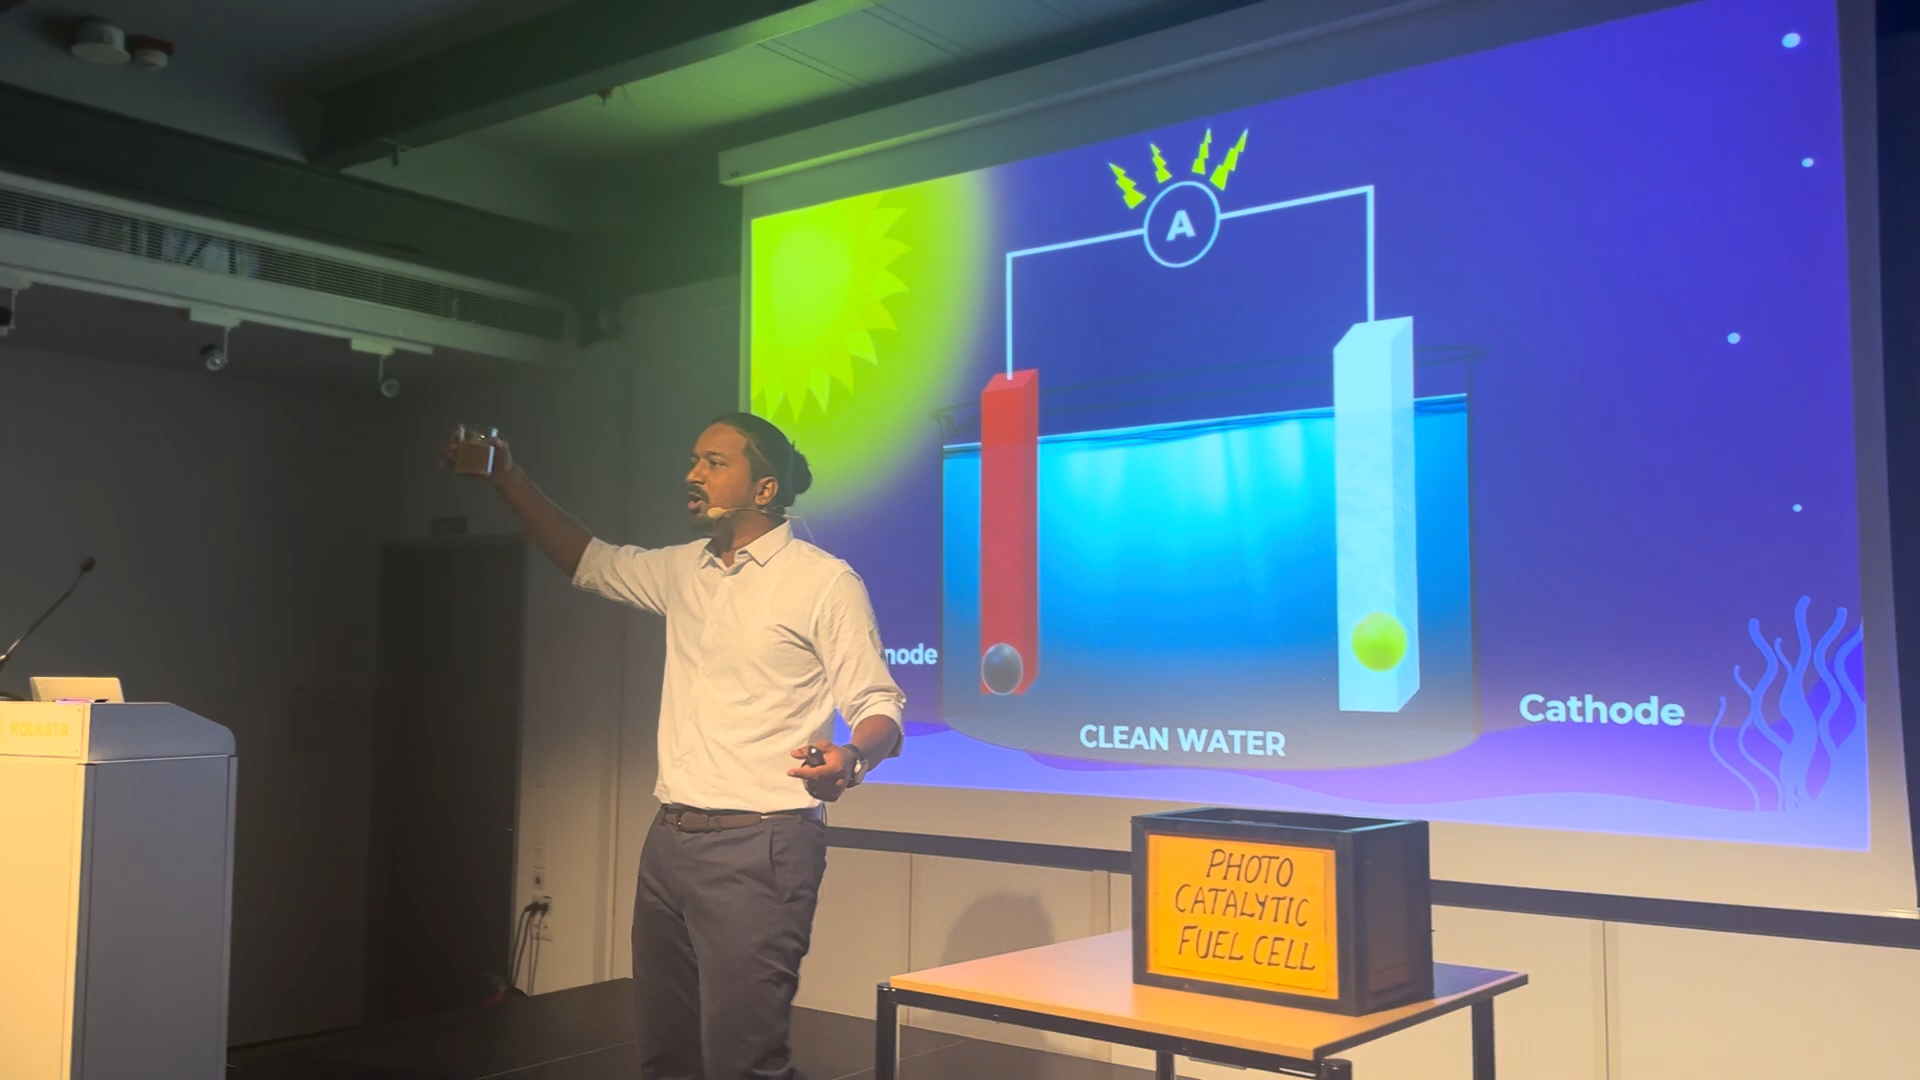 A
node
Cathode
CLEAN WATER
KOLKATA
PHOTO
CATALYTIC
FUEL CELL